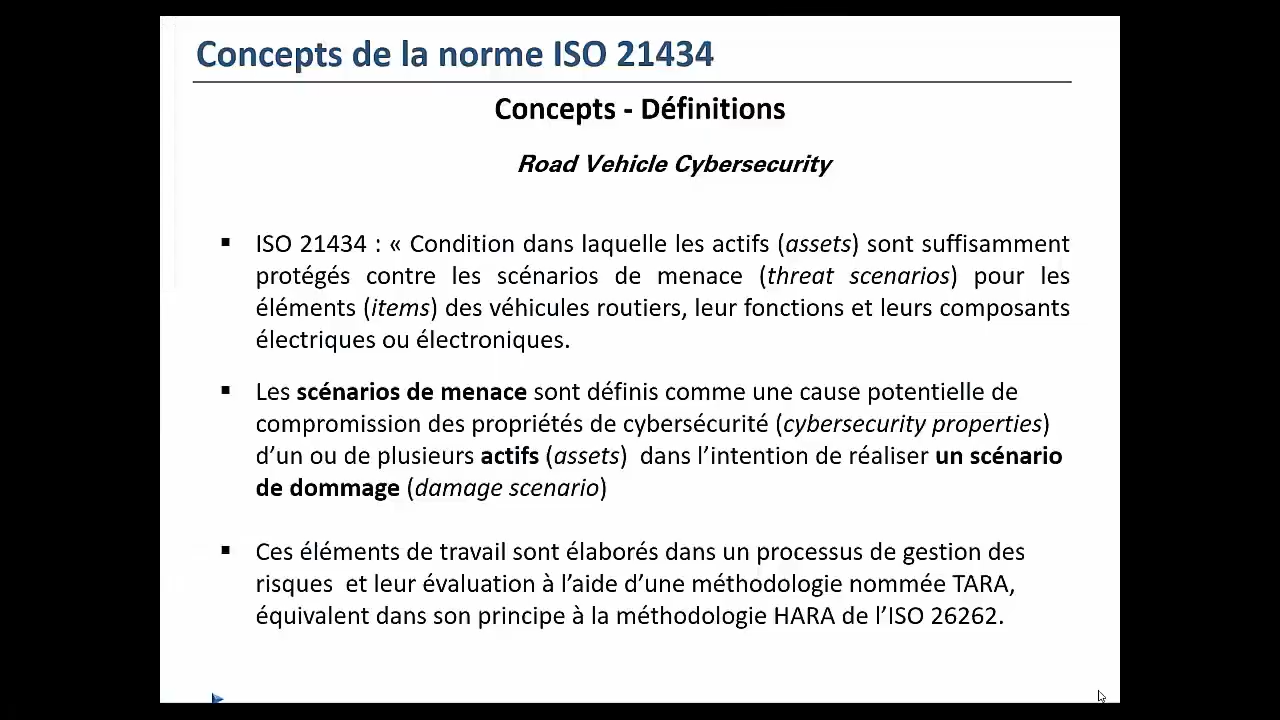 Concepts de la norme ISO 21434
Concepts - Définitions
Road Vehicle Cybersecurity
▪ ISO 21434 : « Condition dans laquelle les actifs (assets) sont suffisamment
protégés contre les scénarios de menace (threat scenarios) pour les
éléments (items) des véhicules routiers, leur fonctions et leurs composants
électriques ou électroniques.
▪ Les scénarios de menace sont définis comme une cause potentielle de
compromission des propriétés de cybersécurité (cybersecurity properties)
d’un ou de plusieurs actifs (assets) dans l’intention de réaliser un scénario
de dommage (damage scenario)
▪ Ces éléments de travail sont élaborés dans un processus de gestion des
risques et leur évaluation à l’aide d’une méthodologie nommée TARA,
équivalent dans son principe à la méthodologie HARA de l’ISO 26262.